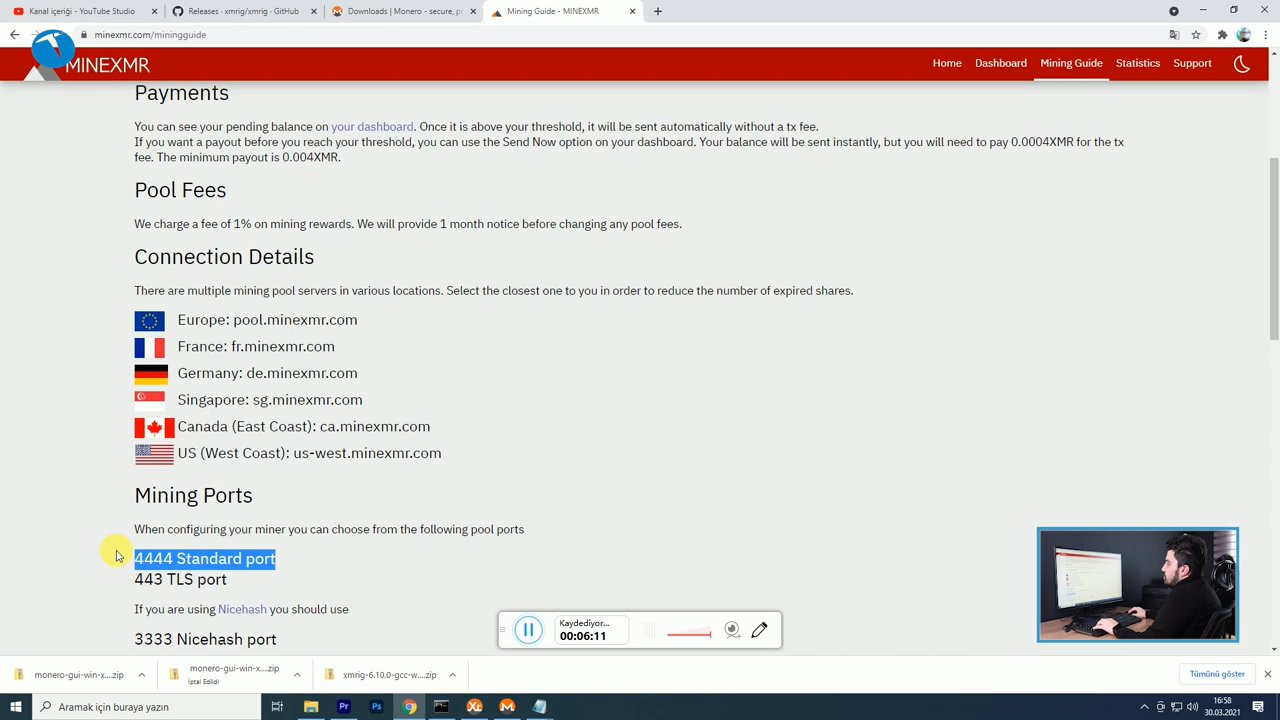 Kanal içeriği - YouTube Studio
Releases · xmrig/xmrig · GitHub
Downloads | Monero - secure, p
Mining Guide - MINEXMR
minexmr.com/miningguide
MINEXMR
Home
Dashboard
Mining Guide
Statistics
Support
Payments
You can see your pending balance on your dashboard. Once it is above your threshold, it will be sent automatically without a tx fee.
If you want a payout before you reach your threshold, you can use the Send Now option on your dashboard. Your balance will be sent instantly, but you will need to pay 0.0004XMR for the tx
fee. The minimum payout is 0.004XMR.
Pool Fees
We charge a fee of 1% on mining rewards. We will provide 1 month notice before changing any pool fees.
Connection Details
There are multiple mining pool servers in various locations. Select the closest one to you in order to reduce the number of expired shares.
Europe: pool.minexmr.com
France: fr.minexmr.com
Germany: de.minexmr.com
Singapore: sg.minexmr.com
Canada (East Coast): ca.minexmr.com
US (West Coast): us-west.minexmr.com
Mining Ports
When configuring your miner you can choose from the following pool ports
4444 Standard port
443 TLS port
If you are using Nicehash you should use
3333 Nicehash port
Kaydediyor...
00:06:11
monero-gui-win-x....zip
monero-gui-win-x....zip
İptal Edildi
xmrig-6.10.0-gcc-w....zip
Tümünü göster
Aramak için buraya yazın
Pr
Ps
16:58
30.03.2021